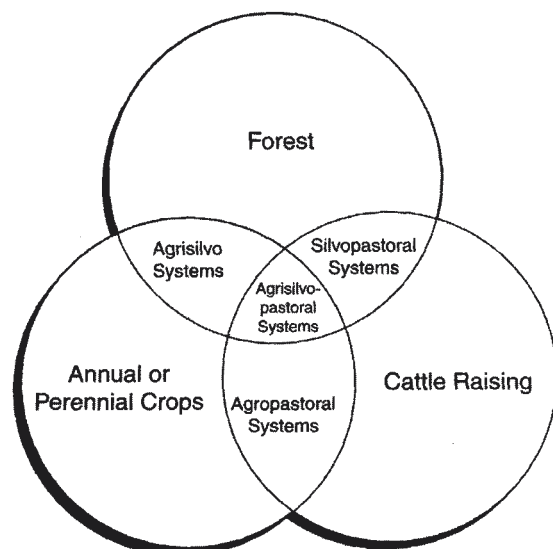 Forest
Agrisilvo
Systems
Silvopastoral
Systems
Agrisilvo-
pastoral
Systems
Annual or
Perennial Crops
Cattle Raising
Agropastoral
Systems